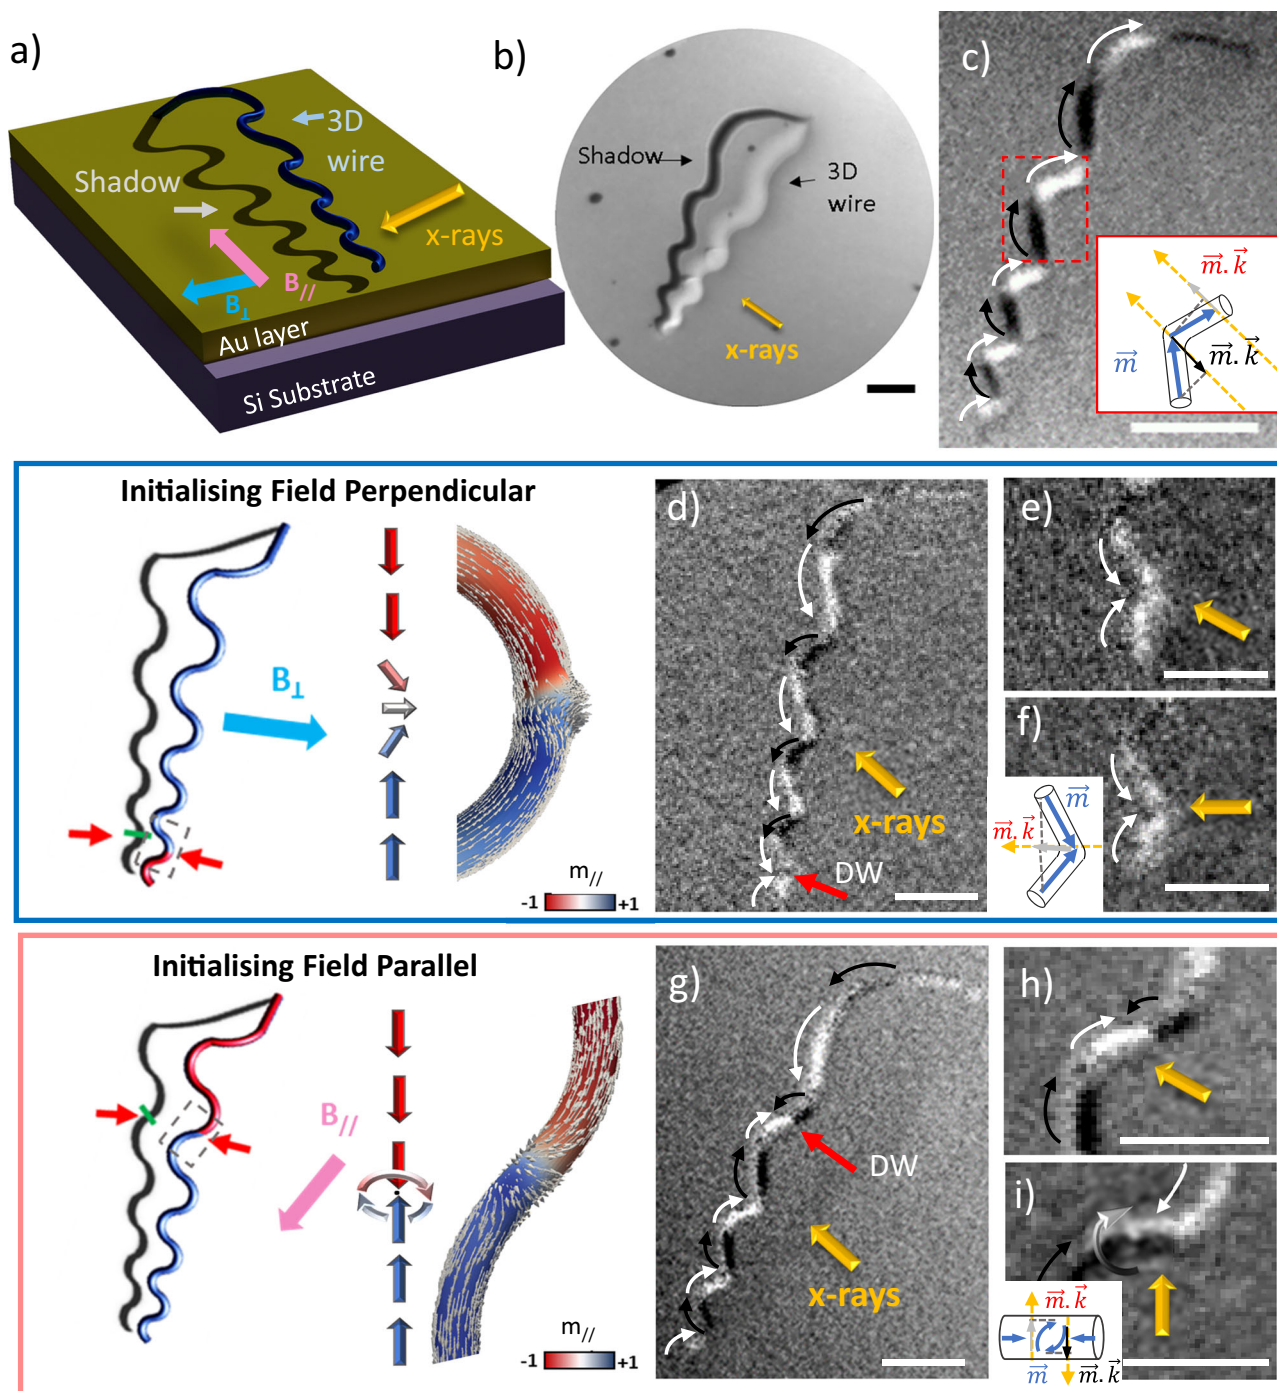 a)
3D
wire
Shadow
x-rays
B//
B⊥
Au layer
Si Substrate
b)
Shadow
3D
wire
x-rays
c)
m⃗.k⃗
m⃗
m⃗.k⃗
Initialising Field Perpendicular
B⊥
m//
-1
+1
d)
x-rays
DW
e)
f)
m⃗
m⃗.k⃗
Initialising Field Parallel
B//
m//
-1
+1
g)
DW
x-rays
h)
i)
m⃗.k⃗
m⃗
m⃗.k⃗